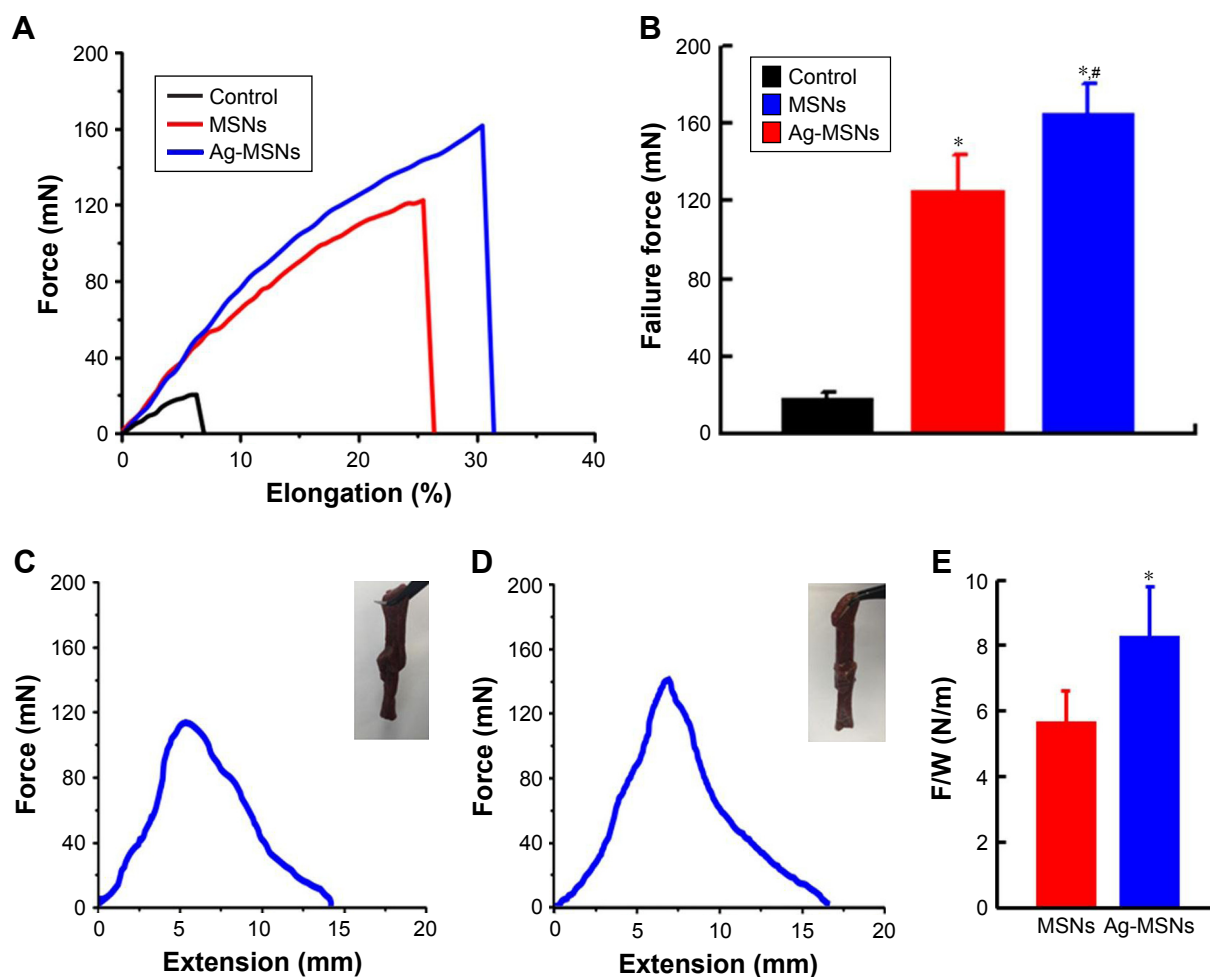 A
Force (mN)
200
160
120
80
40
0
Control
MSNs
Ag-MSNs
0 10 20 30 40
Elongation (%)
B
Failure force (mN)
200
160
120
80
40
0
Control
MSNs
Ag-MSNs
*
*,#
C
Force (mN)
200
160
120
80
40
0
0 5 10 15 20
Extension (mm)
D
Force (mN)
200
160
120
80
40
0
0 5 10 15 20
Extension (mm)
E
F/W (N/m)
10
8
6
4
2
0
*
MSNs Ag-MSNs